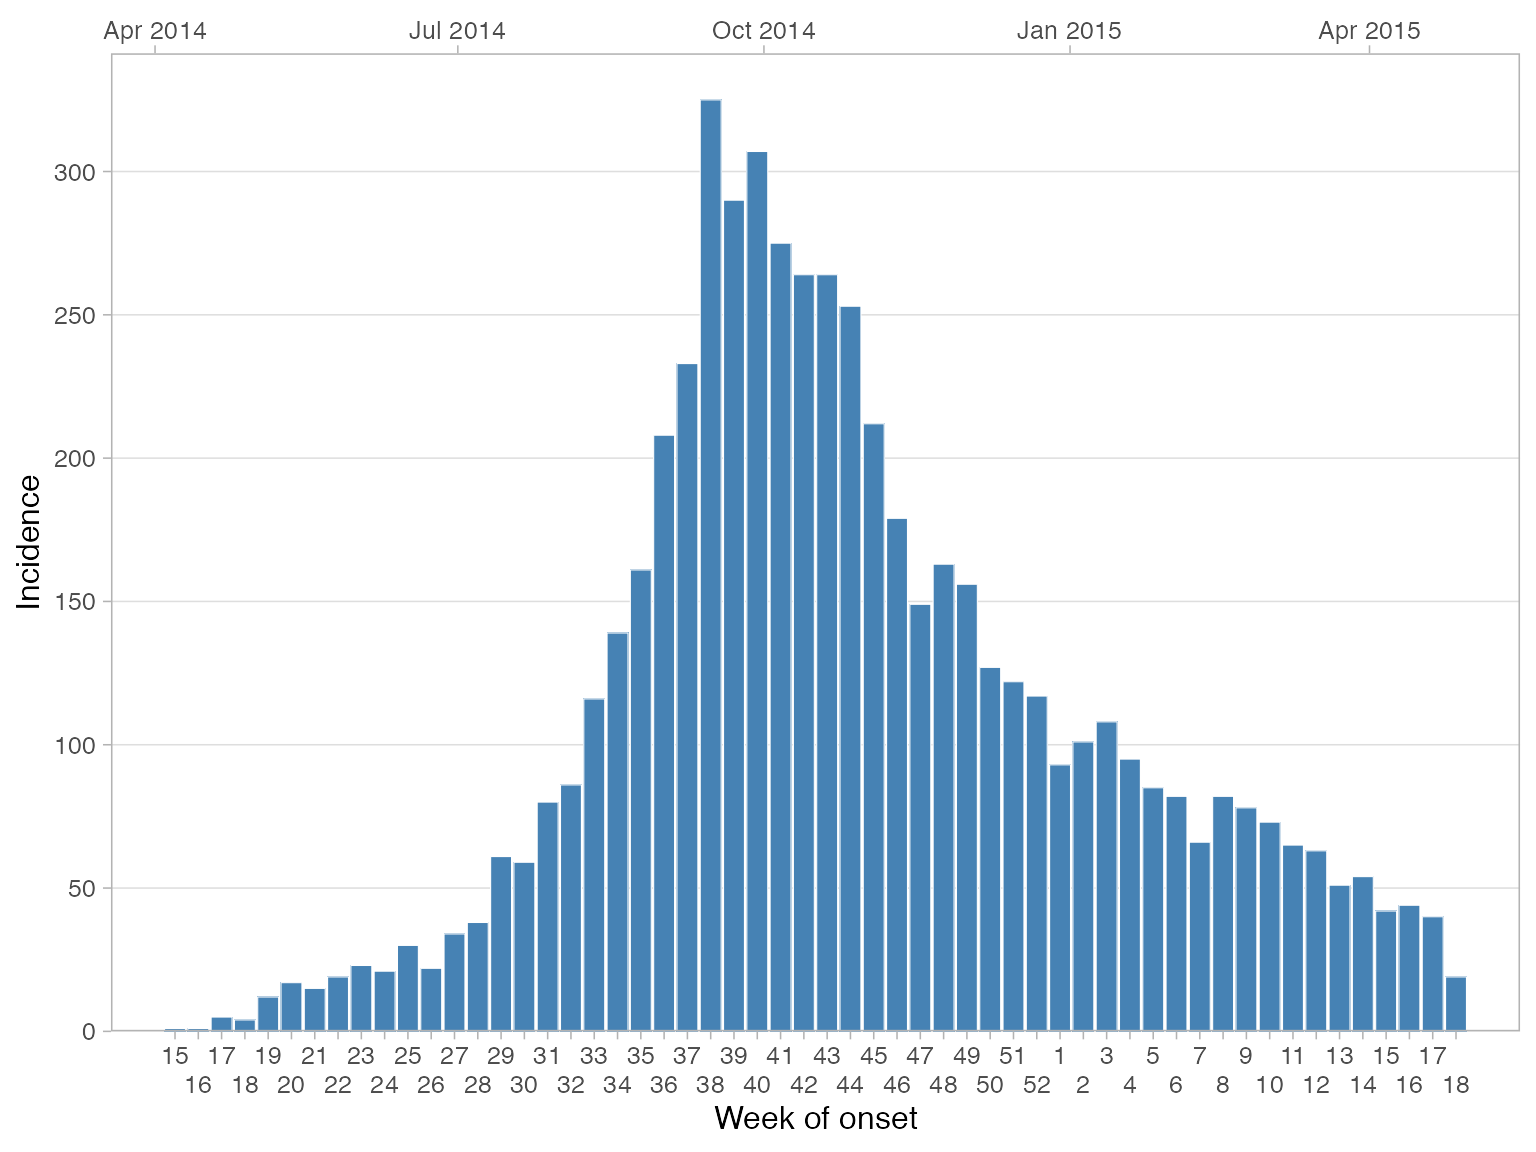 Apr 2014 Jul 2014 Oct 2014 Jan 2015 Apr 2015
300
250
200
150
100
50
0
Incidence
15 17 19 21 23 25 27 29 31 33 35 37 39 41 43 45 47 49 51 1 3 5 7 9 11 13 15 17
16 18 20 22 24 26 28 30 32 34 36 38 40 42 44 46 48 50 52 2 4 6 8 10 12 14 16 18
Week of onset